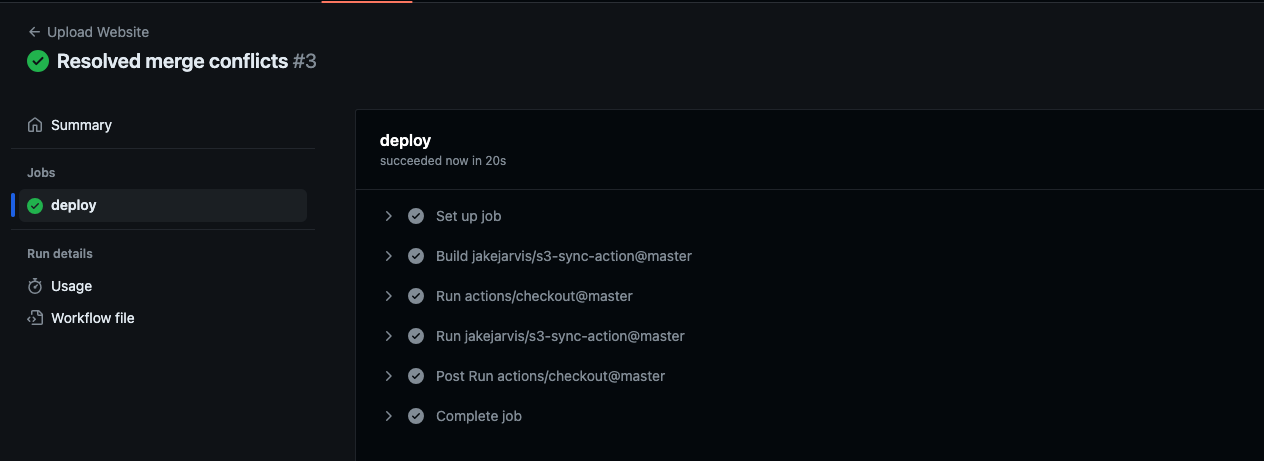 Upload Website
Resolved merge conflicts #3
Summary
Jobs
deploy
Run details
Usage
Workflow file
deploy
succeeded now in 20s
Set up job
Build jakejarvis/s3-sync-action@master
Run actions/checkout@master
Run jakejarvis/s3-sync-action@master
Post Run actions/checkout@master
Complete job